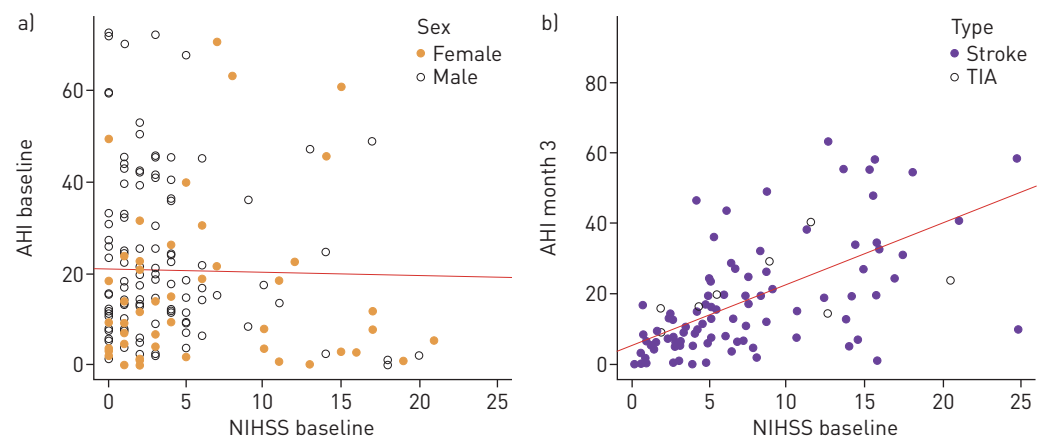 a)
Sex
Female
Male
AHI baseline
60
40
20
0
0 5 10 15 20 25
NIHSS baseline
b)
Type
Stroke
TIA
AHI month 3
80
60
40
20
0
0 5 10 15 20 25
NIHSS baseline